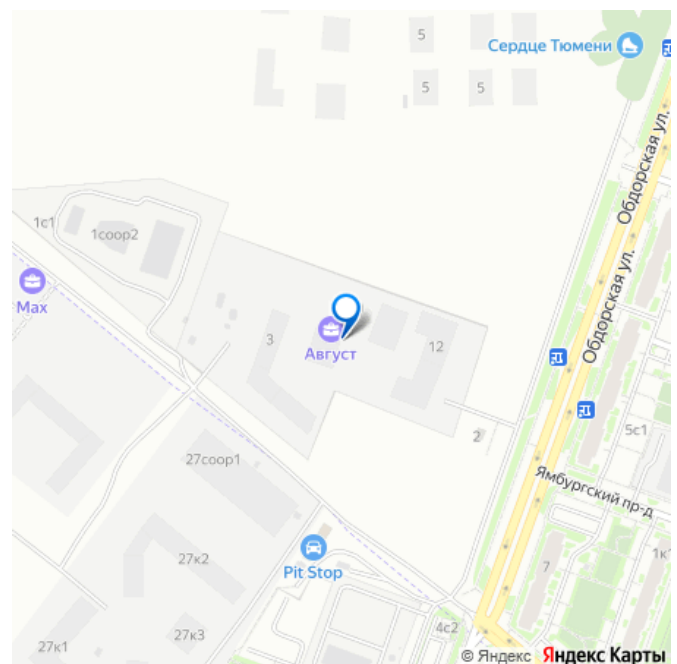 5
Сердце Тюмени
5
5
Обдорская ул.
1с1
1соор2
Обдорская ул.
Max
3
Август
12
2
5с1
27соор1
Ямбургский пр-д
Pit Stop
27к2
7
1к1
27к1
27к3
4с2
© Яндекс Яндекс Карты